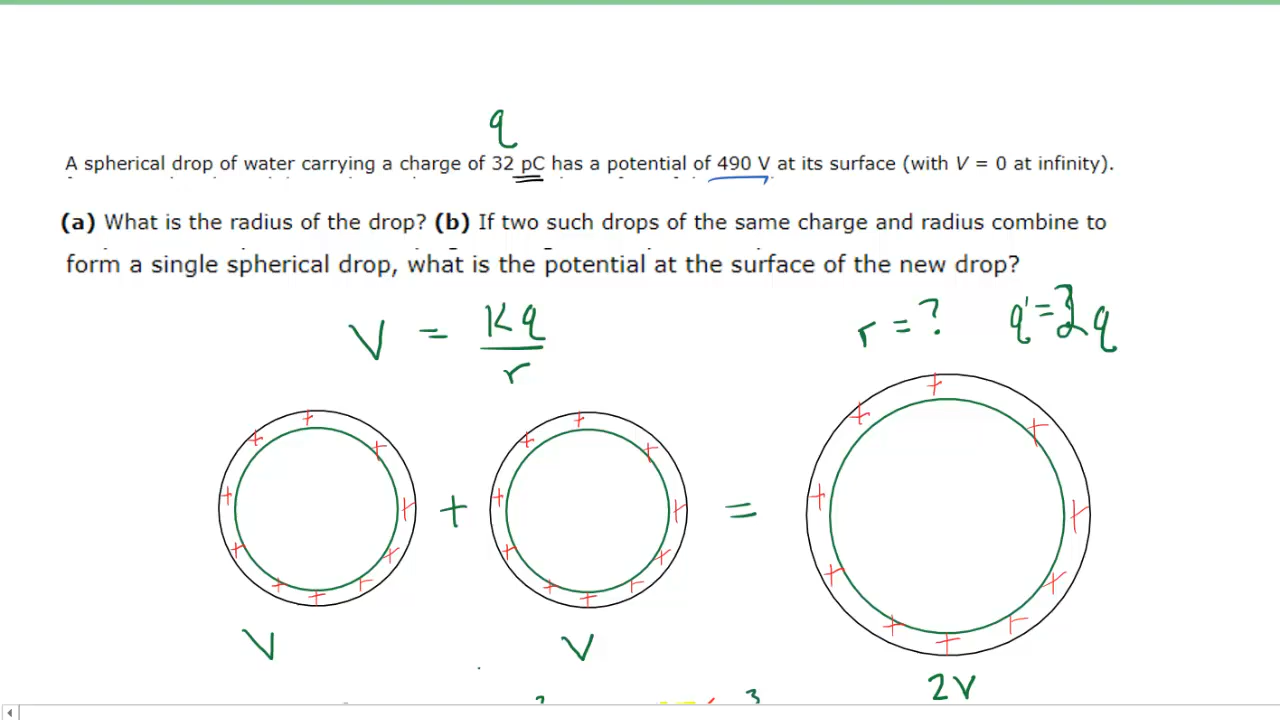 q
A spherical drop of water carrying a charge of 32 pC has a potential of 490 V at its surface (with V = 0 at infinity).
(a) What is the radius of the drop? (b) If two such drops of the same charge and radius combine to
form a single spherical drop, what is the potential at the surface of the new drop?
V = Kq / r
r = ?
q' = 2q
+ =
V
V
2V
3